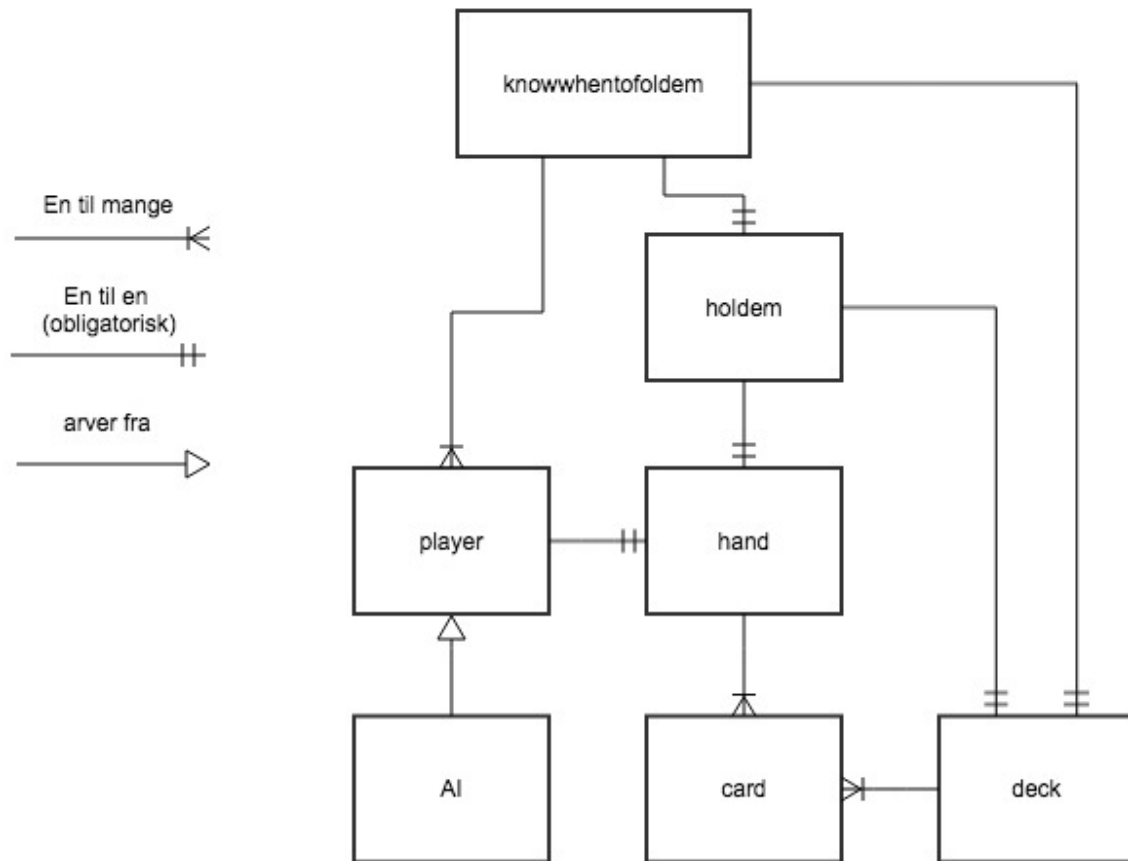 knowwhentofoldem
En til mange
En til en
(obligatorisk)
holdem
arver fra
player
hand
AI
card
deck